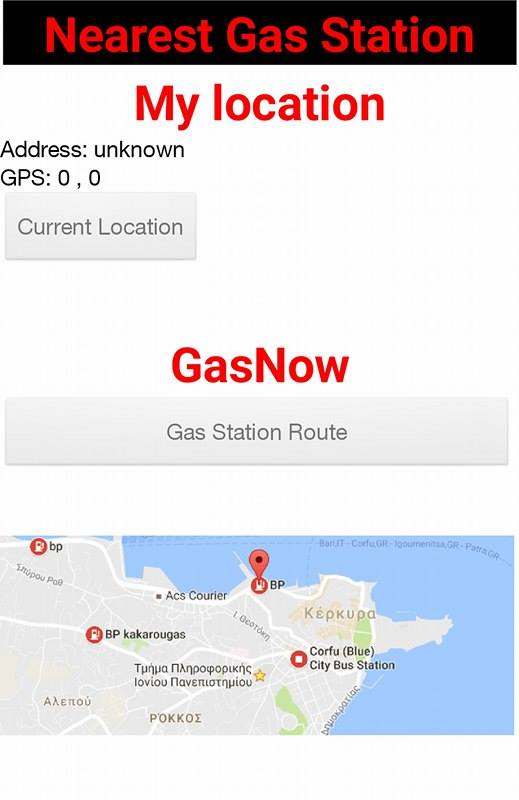 Nearest Gas Station
My location
Address: unknown
GPS: 0 , 0
Current Location
GasNow
Gas Station Route
bp
Bari,IT - Corfu,GR - Igoumenitsa,GR - Patra,GR
Σπύρου Ραθ
Acs Courier
BP
Ι. Θεοτόκη
Κέρκυρα
BP kakarougas
Corfu (Blue)
City Bus Station
Τμήμα Πληροφορικής
Ιονίου Πανεπιστημίου
Αλεπού
ΡΌΚΚΟΣ
Δημοκρατίας